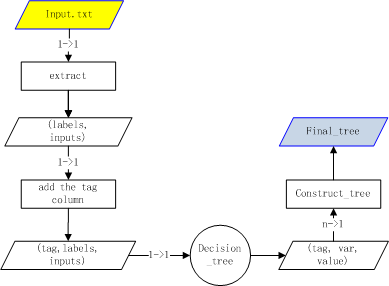 Input.txt
1->1
extract
(labels,
inputs)
1->1
add the tag
column
(tag,labels,
inputs)
1->1
Decision
_tree
(tag, var,
value)
n->1
Construct_tree
Final_tree